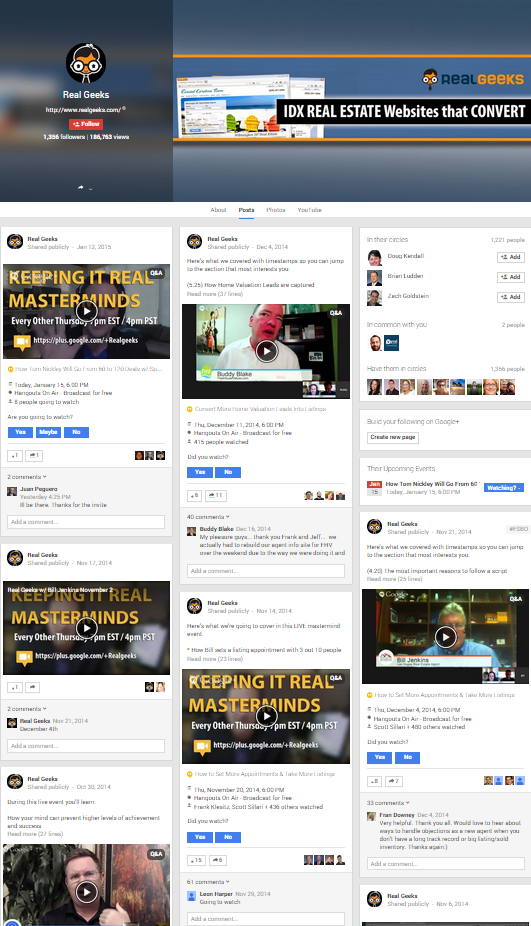 Real Geeks
http://www.realgeeks.com/
Follow
1,356 followers | 186,763 views
REALGEEKS
IDX REAL ESTATE Websites that CONVERT
About Posts Photos YouTube
Real Geeks
Shared publicly - Jan 12, 2015
KEEPING IT REAL
Q&A
MASTERMINDS
Every Other Thursday 7pm EST / 4pm PST
https://plus.google.com/+Realgeeks
How Tom Nickley Will Go From 60 to 120 Deals w/ Sp...
Today, January 15, 6:00 PM
Hangouts On Air - Broadcast for free
8 people going to watch
Are you going to watch?
Yes Maybe No
+1 1
2 comments
Juan Peguero
Yesterday 4:25 PM
Ill be there. Thanks for the invite
Add a comment...
Real Geeks
Shared publicly - Nov 17, 2014
Real Geeks w/ Bill Jenkins November 2
Q&A
MASTERMINDS
Every Other Thursday 7pm EST / 4pm PST
https://plus.google.com/+Realgeeks
+1
2 comments
Real Geeks Nov 21, 2014
December 4th
Add a comment...
Real Geeks
Shared publicly - Oct 30, 2014
During this live event you'll learn:
How your mind can prevent higher levels of achievement
and success
Read more (27 lines)
Q&A
Real Geeks
Shared publicly - Dec 4, 2014
Here's what we covered with timestamps so you can jump
to the section that most interests you
(5:25) How Home Valuation Leads are captured
Read more (37 lines)
Q&A
Buddy Blake
Convert More Home Valuation Leads Into Listings
Thu, December 11, 2014, 6:00 PM
Hangouts On Air - Broadcast for free
415 people watched
Did you watch?
Yes No
+6 11
40 comments
Buddy Blake Dec 16, 2014
My pleasure guys... thank you Frank and Jeff... we
actually had to rebuild our agent info site for FHV
over the weekend due to the way we were doing it and
Add a comment...
Real Geeks
Shared publicly - Nov 14, 2014
Here's what we're going to cover in this LIVE mastermind
event.
* How Bill sets a listing appointment with 3 out 10 people
Read more (23 lines)
KEEPING IT REAL
Q&A
MASTERMINDS
Every Other Thursday 7pm EST / 4pm PST
https://plus.google.com/+Realgeeks
How to Set More Appointments & Take More Listings
Thu, November 20, 2014, 6:00 PM
Hangouts On Air - Broadcast for free
Frank Klesitz, Scott Sillari + 436 others watched
Did you watch?
Yes No
+15 6
61 comments
Leon Harper Nov 29, 2014
Going to watch
Add a comment...
In their circles 1,221 people
Doug Kendall Add
Brian Ludden Add
Zach Goldstein Add
In common with you 2 people
Have them in circles 1,356 people
Build your following on Google+
Create new page
Their Upcoming Events
Jan
15
How Tom Nickley Will Go From 60
Today, January 15, 6:00 PM
Watching?
Real Geeks
Shared publicly - Nov 21, 2014
#FSBO
Here's what we covered with timestamps so you can jump
to the section that most interests you:
(4:20) The most important reasons to follow a script
Read more (25 lines)
Google
Q&A
Bill Jenkins
How to Set More Appointments & Take More Listings
Thu, December 4, 2014, 6:00 PM
Hangouts On Air - Broadcast for free
Scott Sillari + 480 others watched
Did you watch?
Yes No
+8 7
33 comments
Fran Downey Dec 4, 2014
Very helpful. Thank you all. Would love to hear about
ways to handle objections as a new agent when you
don't have a long track record or big listing/sold
inventory. Thanks again:)
Add a comment...
Real Geeks
Shared publicly - Nov 6, 2014
Q&A